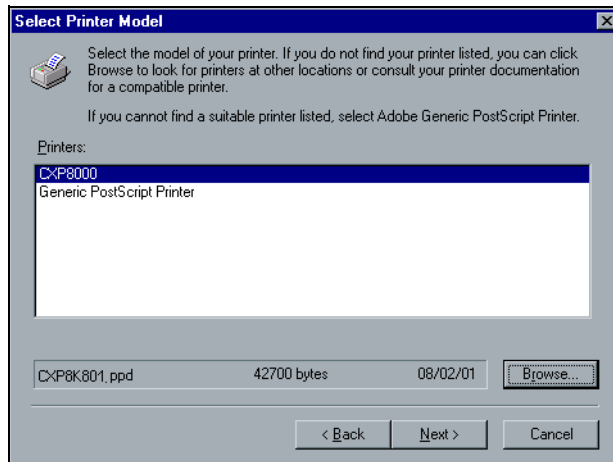 Select Printer Model
Select the model of your printer. If you do not find your printer listed, you can click
Browse to look for printers at other locations or consult your printer documentation
for a compatible printer.
If you cannot find a suitable printer listed, select Adobe Generic PostScript Printer.
Printers:
CXP8000
Generic PostScript Printer
CXP8K801.ppd 42700 bytes 08/02/01 Browse...
< Back Next > Cancel